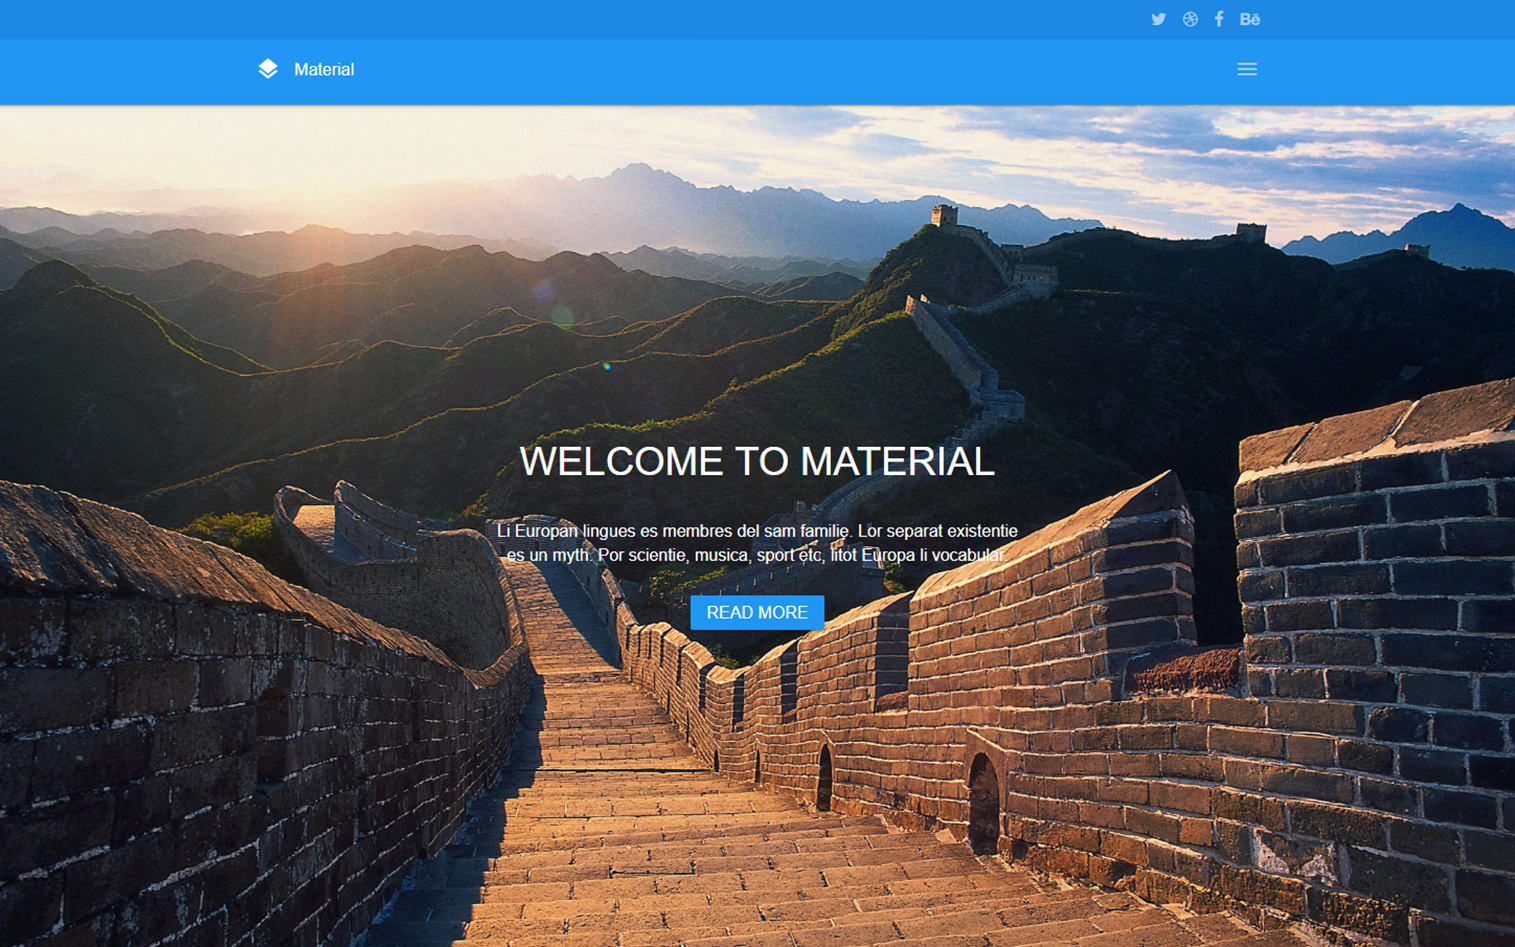 Bē
Material
WELCOME TO MATERIAL
Li Europan lingues es membres del sam familie. Lor separat existentie
es un myth. Por scientie, musica, sport etc, litot Europa li vocabular.
READ MORE